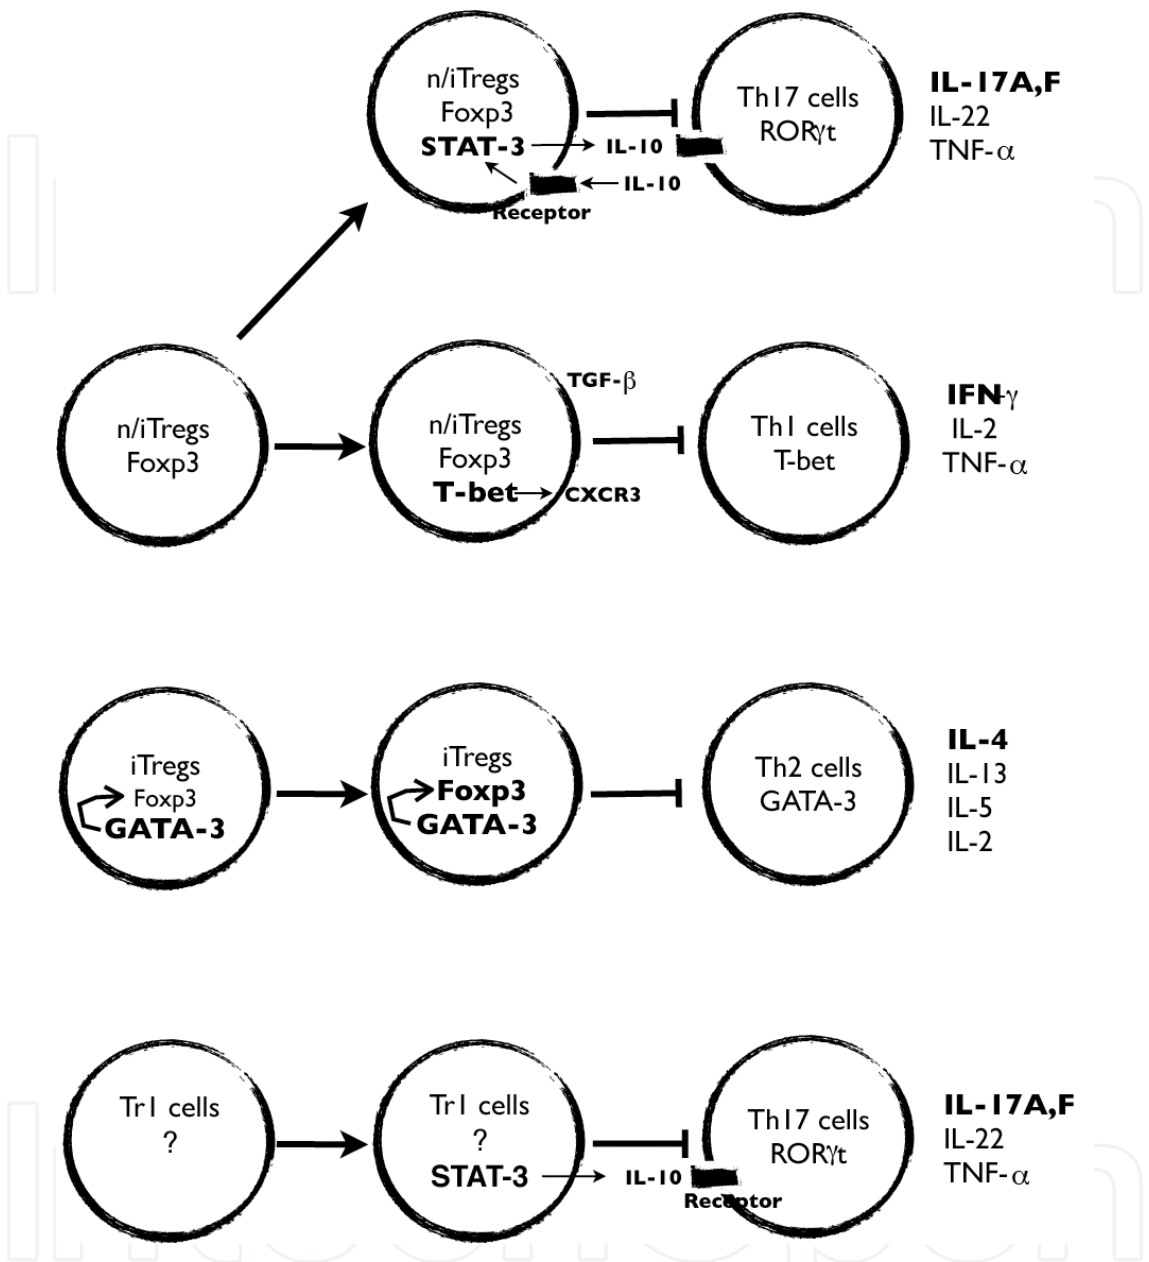 n/iTregs
Foxp3
STAT-3
IL-10
IL-10
Receptor
Th17 cells
RORγt
IL-17A,F
IL-22
TNF-α
n/iTregs
Foxp3
n/iTregs
Foxp3
T-bet
TGF-β
CXCR3
Th1 cells
T-bet
IFN-γ
IL-2
TNF-α
iTregs
Foxp3
GATA-3
iTregs
Foxp3
GATA-3
Th2 cells
GATA-3
IL-4
IL-13
IL-5
IL-2
Tr1 cells
?
Tr1 cells
?
STAT-3
IL-10
Receptor
Th17 cells
RORγt
IL-17A,F
IL-22
TNF-α